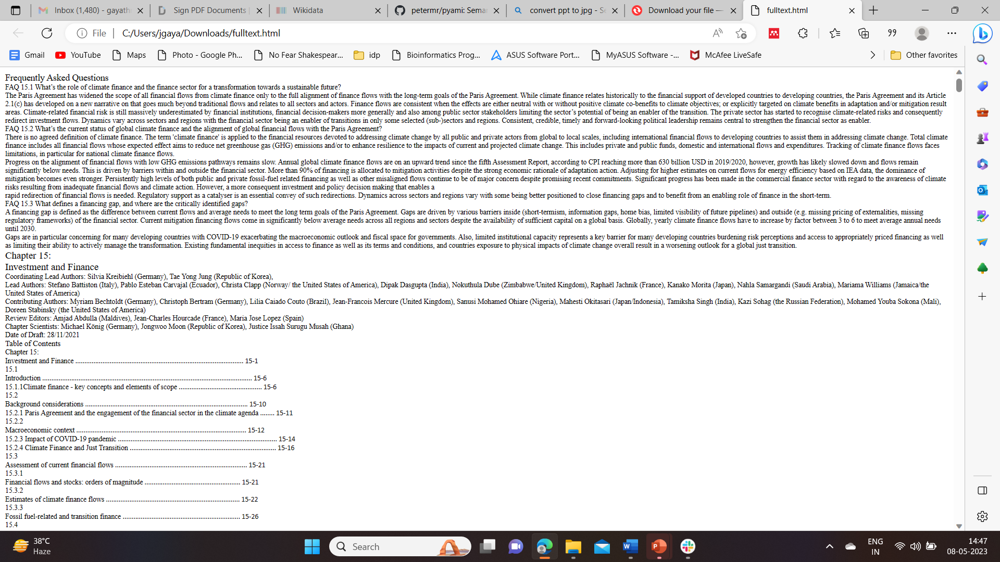 Inbox (1,480) - gayath
Sign PDF Documents |
Wikidata
petermr/pyami: Sema
convert ppt to jpg - Se
Download your file —
fulltext.html
File
C:/Users/jgaya/Downloads/fulltext.html
Gmail
YouTube
Maps
Photo - Google Ph...
No Fear Shakespear...
idp
Bioinformatics Prog...
ASUS Software Port...
MyASUS Software -...
McAfee LiveSafe
Other favorites
Frequently Asked Questions
FAQ 15.1 What’s the role of climate finance and the finance sector for a transformation towards a sustainable future?
The Paris Agreement has widened the scope of all financial flows from climate finance only to the full alignment of finance flows with the long-term goals of the Paris Agreement. While climate finance relates historically to the financial support of developed countries to developing countries, the Paris Agreement and its Article
2.1(c) has developed on a new narrative on that goes much beyond traditional flows and relates to all sectors and actors. Finance flows are consistent when the effects are either neutral with or without positive climate co-benefits to climate objectives; or explicitly targeted on climate benefits in adaptation and/or mitigation result
areas. Climate-related financial risk is still massively underestimated by financial institutions, financial decision-makers more generally and also among public sector stakeholders limiting the sector’s potential of being an enabler of the transition. The private sector has started to recognise climate-related risks and consequently
redirect investment flows. Dynamics vary across sectors and regions with the financial sector being an enabler of transitions in only some selected (sub-)sectors and regions. Consistent, credible, timely and forward-looking political leadership remains central to strengthen the financial sector as enabler.
FAQ 15.2 What’s the current status of global climate finance and the alignment of global financial flows with the Paris Agreement?
There is no agreed definition of climate finance. The term 'climate finance' is applied to the financial resources devoted to addressing climate change by all public and private actors from global to local scales, including international financial flows to developing countries to assist them in addressing climate change. Total climate
finance includes all financial flows whose expected effect aims to reduce net greenhouse gas (GHG) emissions and/or to enhance resilience to the impacts of current and projected climate change. This includes private and public funds, domestic and international flows and expenditures. Tracking of climate finance flows faces
limitations, in particular for national climate finance flows.
Progress on the alignment of financial flows with low GHG emissions pathways remains slow. Annual global climate finance flows are on an upward trend since the fifth Assessment Report, according to CPI reaching more than 630 billion USD in 2019/2020, however, growth has likely slowed down and flows remain
significantly below needs. This is driven by barriers within and outside the financial sector. More than 90% of financing is allocated to mitigation activities despite the strong economic rationale of adaptation action. Adjusting for higher estimates on current flows for energy efficiency based on IEA data, the dominance of
mitigation becomes even stronger. Persistently high levels of both public and private fossil-fuel related financing as well as other misaligned flows continue to be of major concern despite promising recent commitments. Significant progress has been made in the commercial finance sector with regard to the awareness of climate
risks resulting from inadequate financial flows and climate action. However, a more consequent investment and policy decision making that enables a
rapid redirection of financial flows is needed. Regulatory support as a catalyser is an essential convey of such redirections. Dynamics across sectors and regions vary with some being better positioned to close financing gaps and to benefit from an enabling role of finance in the short-term.
FAQ 15.3 What defines a financing gap, and where are the critically identified gaps?
A financing gap is defined as the difference between current flows and average needs to meet the long term goals of the Paris Agreement. Gaps are driven by various barriers inside (short-termism, information gaps, home bias, limited visibility of future pipelines) and outside (e.g. missing pricing of externalities, missing
regulatory frameworks) of the financial sector. Current mitigation financing flows come in significantly below average needs across all regions and sectors despite the availability of sufficient capital on a global basis. Globally, yearly climate finance flows have to increase by factor between 3 to 6 to meet average annual needs
until 2030.
Gaps are in particular concerning for many developing countries with COVID-19 exacerbating the macroeconomic outlook and fiscal space for governments. Also, limited institutional capacity represents a key barrier for many developing countries burdening risk perceptions and access to appropriately priced financing as well
as limiting their ability to actively manage the transformation. Existing fundamental inequities in access to finance as well as its terms and conditions, and countries exposure to physical impacts of climate change overall result in a worsening outlook for a global just transition.
Chapter 15:
Investment and Finance
Coordinating Lead Authors: Silvia Kreibiehl (Germany), Tae Yong Jung (Republic of Korea),
Lead Authors: Stefano Battiston (Italy), Pablo Esteban Carvajal (Ecuador), Christa Clapp (Norway/ the United States of America), Dipak Dasgupta (India), Nokuthula Dube (Zimbabwe/United Kingdom), Raphaël Jachnik (France), Kanako Morita (Japan), Nahla Samargandi (Saudi Arabia), Mariama Williams (Jamaica/the
United States of America)
Contributing Authors: Myriam Bechtoldt (Germany), Christoph Bertram (Germany), Lilia Caiado Couto (Brazil), Jean-Francois Mercure (United Kingdom), Sanusi Mohamed Ohiare (Nigeria), Mahesti Okitasari (Japan/Indonesia), Tamiksha Singh (India), Kazi Sohag (the Russian Federation), Mohamed Youba Sokona (Mali),
Doreen Stabinsky (the United States of America)
Review Editors: Amjad Abdulla (Maldives), Jean-Charles Hourcade (France), Maria Jose Lopez (Spain)
Chapter Scientists: Michael König (Germany), Jongwoo Moon (Republic of Korea), Justice Issah Surugu Musah (Ghana)
Date of Draft: 28/11/2021
Table of Contents
Chapter 15:
Investment and Finance ............................................................................................ 15-1
15.1
Introduction ................................................................................................................... 15-6
15.1.1Climate finance - key concepts and elements of scope .............................................. 15-6
15.2
Background considerations ......................................................................................... 15-10
15.2.1 Paris Agreement and the engagement of the financial sector in the climate agenda ........ 15-11
15.2.2
Macroeconomic context ............................................................................................. 15-12
15.2.3 Impact of COVID-19 pandemic ....................................................................................... 15-14
15.2.4 Climate Finance and Just Transition ................................................................................ 15-16
15.3
Assessment of current financial flows ........................................................................ 15-21
15.3.1
Financial flows and stocks: orders of magnitude ..................................................... 15-21
15.3.2
Estimates of climate finance flows .......................................................................... 15-22
15.3.3
Fossil fuel-related and transition finance ................................................................. 15-26
15.4
38°C
Haze
Search
ENG
IN
14:47
08-05-2023